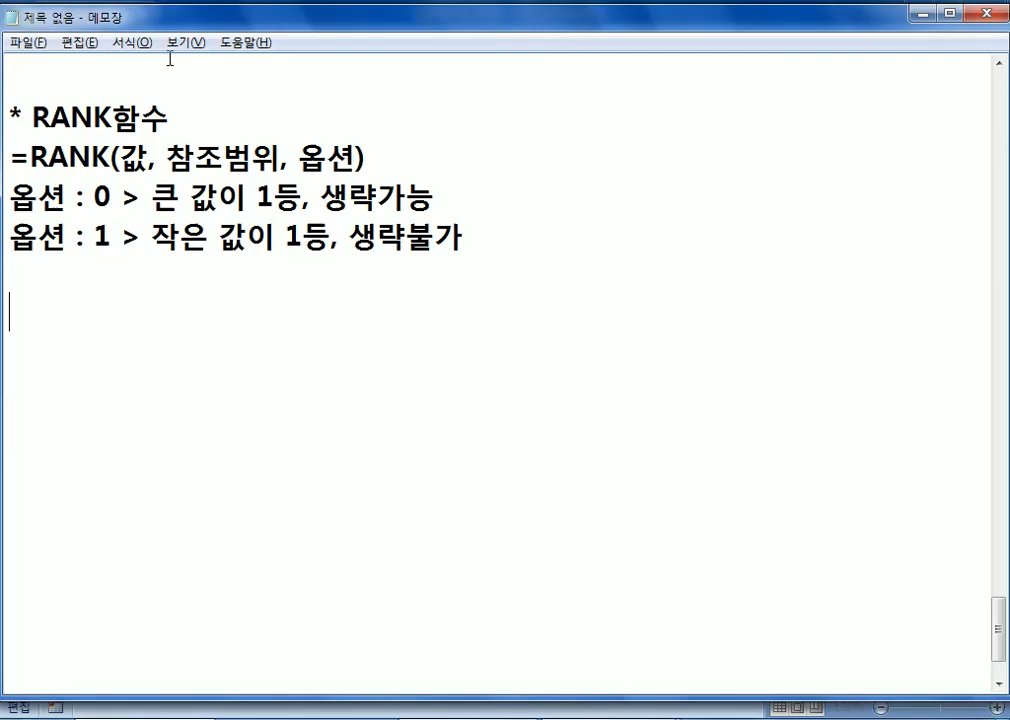 제목 없음 - 메모장
파일(F) 편집(E) 서식(O) 보기(V) 도움말(H)
* RANK함수
=RANK(값, 참조범위, 옵션)
옵션 : 0 > 큰 값이 1등, 생략가능
옵션 : 1 > 작은 값이 1등, 생략불가
편집